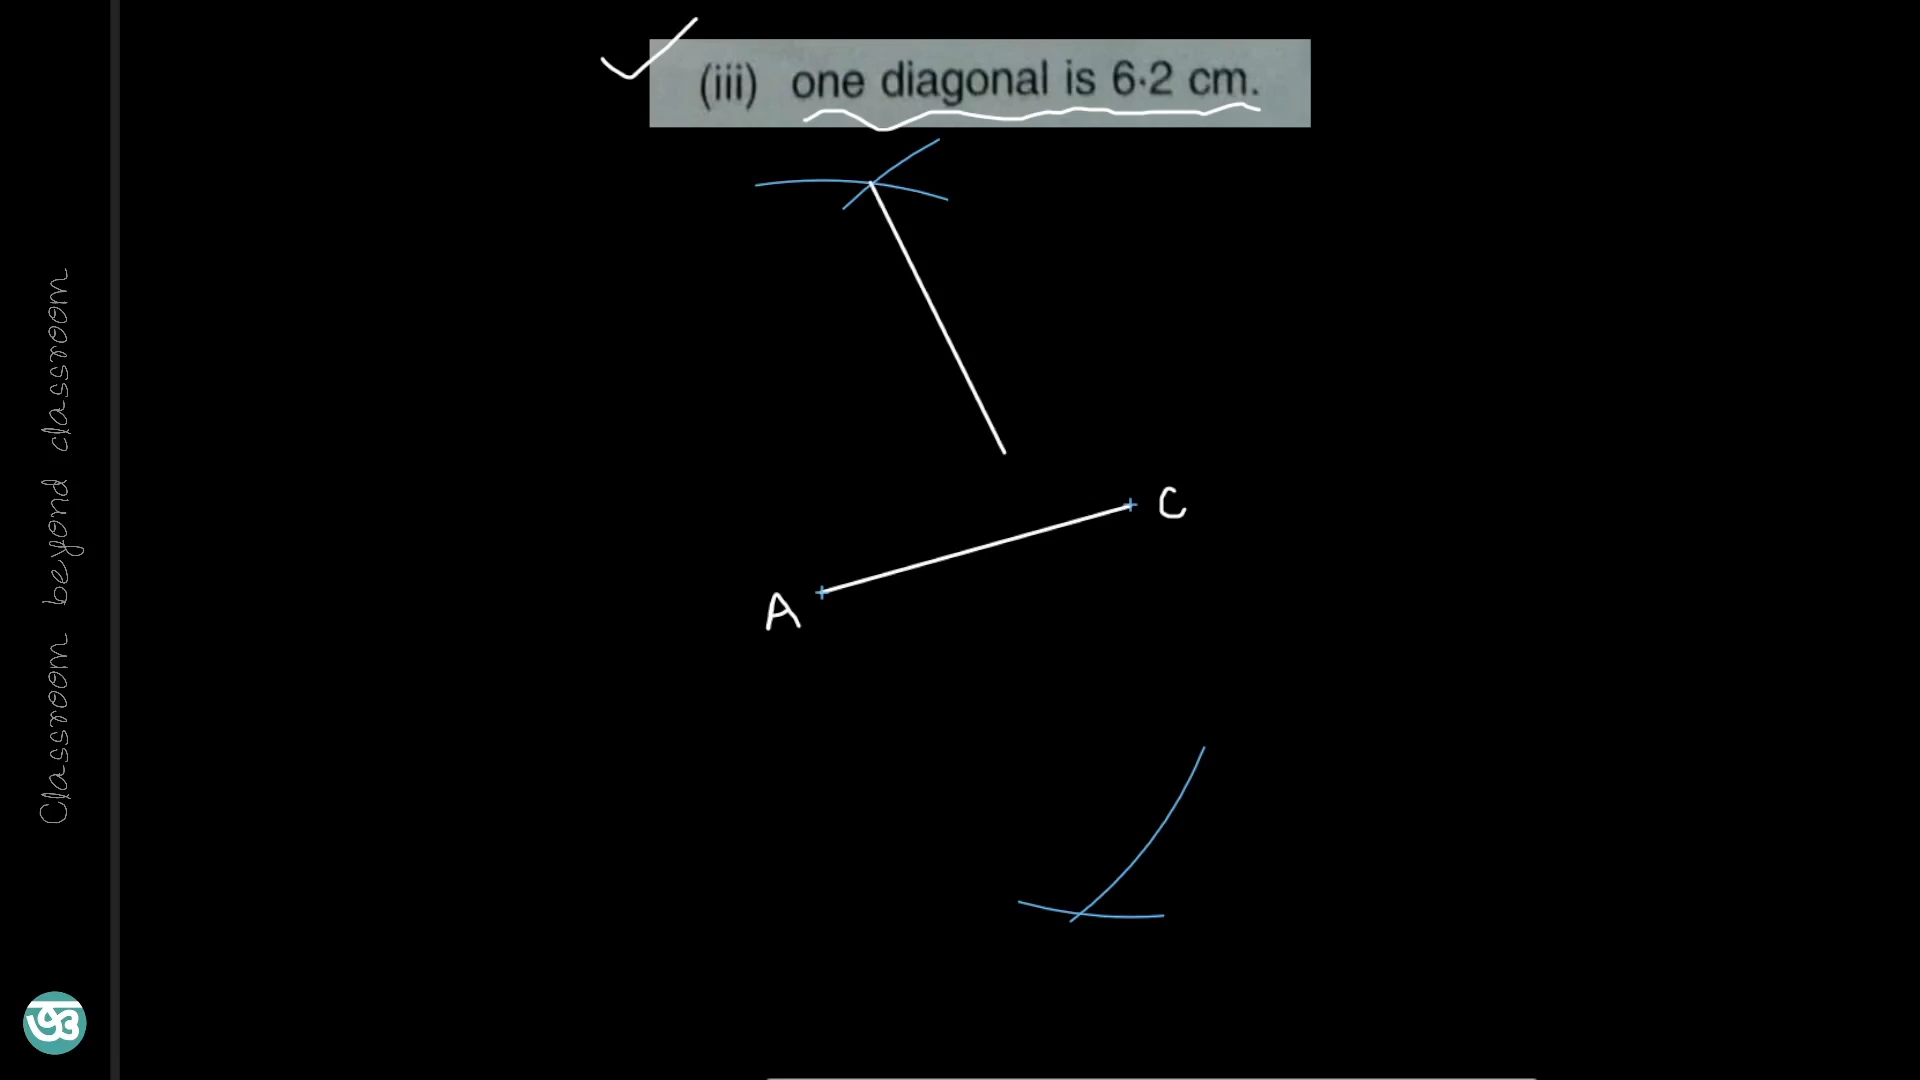 (iii) one diagonal is 6·2 cm.
C
A
Classroom beyond classroom